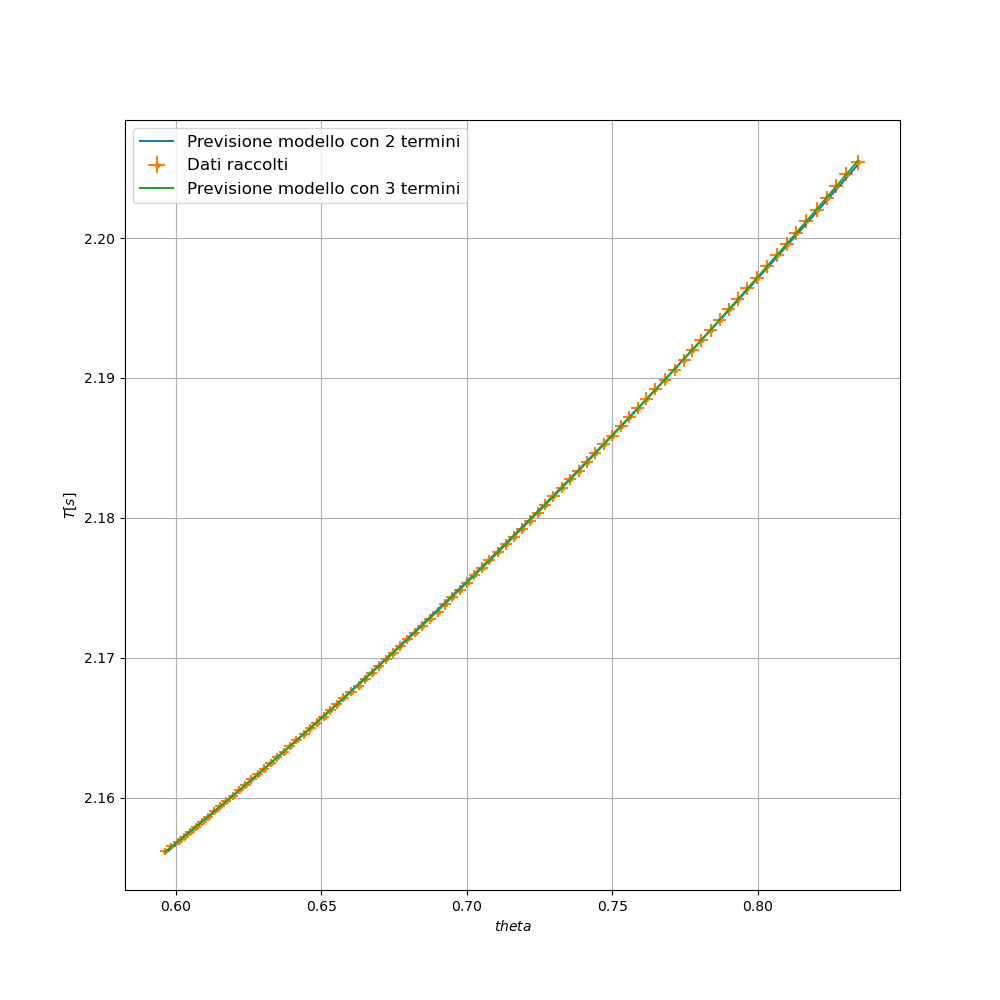 Previsione modello con 2 termini
Dati raccolti
Previsione modello con 3 termini
2.20
2.19
2.18
2.17
2.16
T[s]
0.60 0.65 0.70 0.75 0.80
theta